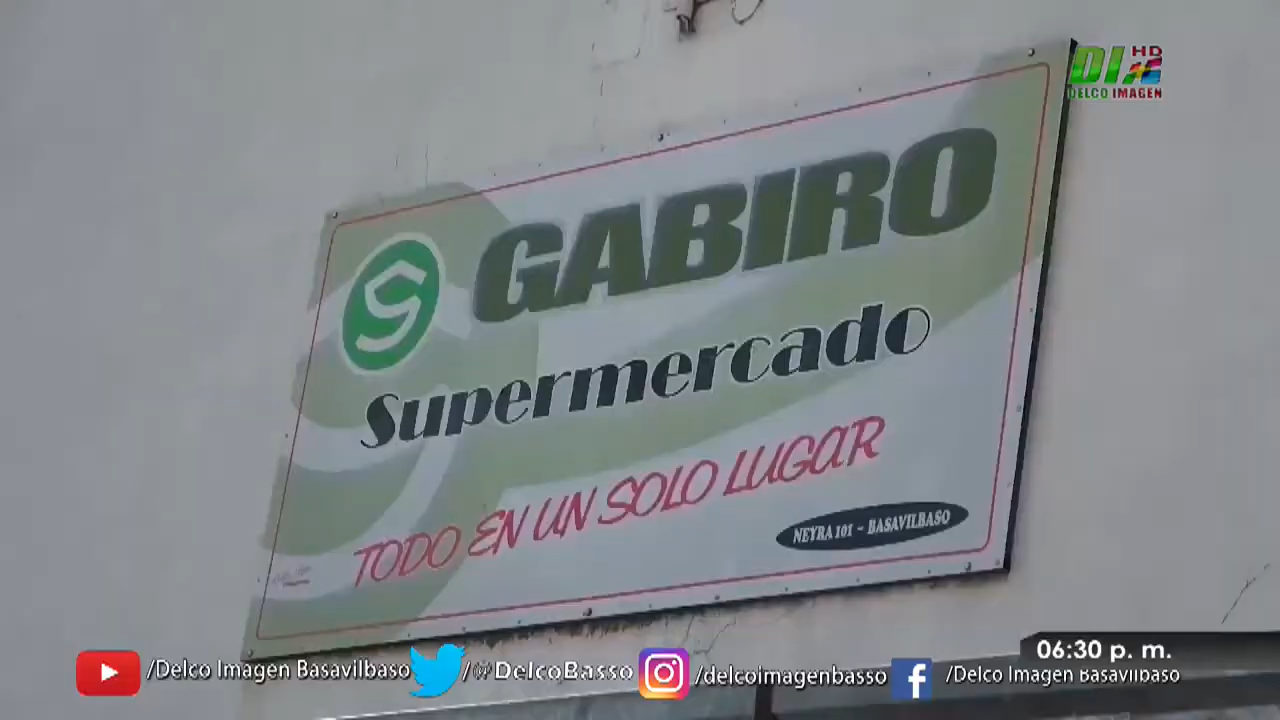 DIA HD
DELCO IMAGEN
GABIRO
Supermercado
TODO EN UN SOLO LUGAR
NEYRA 101 - BASAVILBASO
06:30 p. m.
/Delco Imagen Basavilbaso
/@DelcoBasso
/delcoimagenbasso
/Delco Imagen Basavilbaso